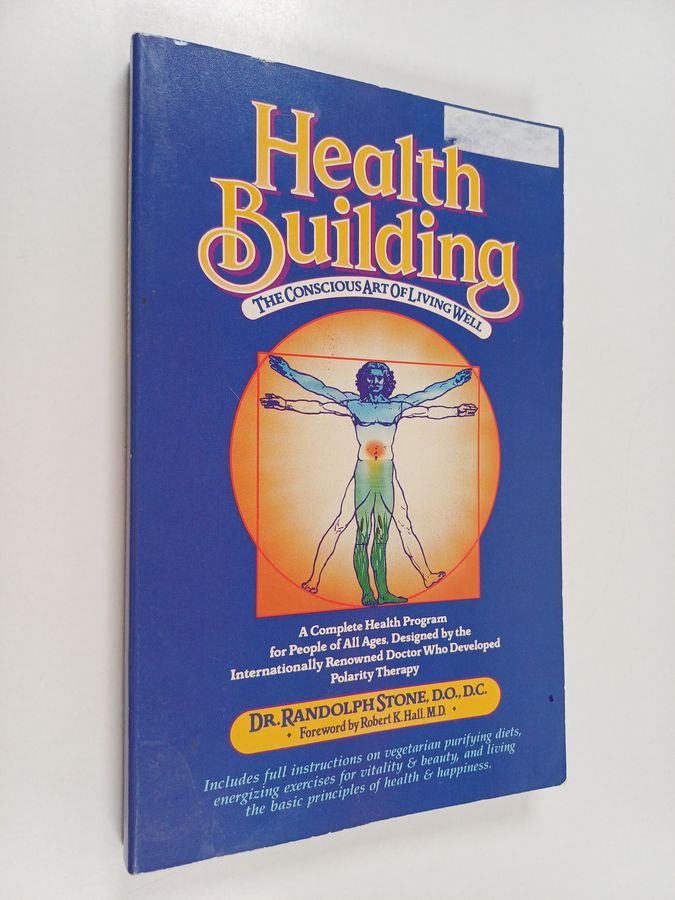 Health
Building
THE CONSCIOUS ART OF LIVING WELL
A Complete Health Program
for People of All Ages, Designed by the
Internationally Renowned Doctor Who Developed
Polarity Therapy
DR. RANDOLPH STONE, D.O., D.C.
• Foreword by Robert K. Hall, M.D. •
Includes full instructions on vegetarian purifying diets,
energizing exercises for vitality & beauty, and living
the basic principles of health & happiness.